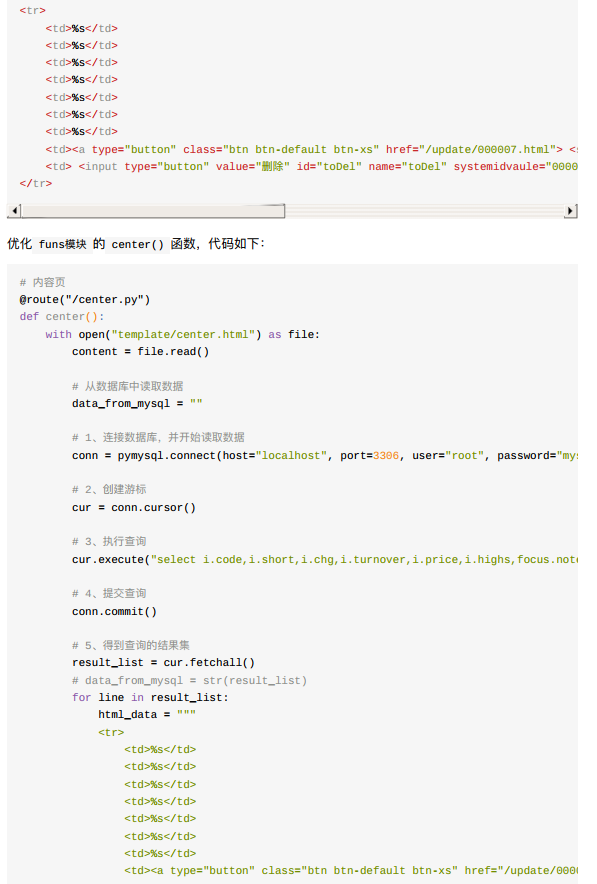 <tr>
    <td>%s</td>
    <td>%s</td>
    <td>%s</td>
    <td>%s</td>
    <td>%s</td>
    <td>%s</td>
    <td>%s</td>
    <td><a type="button" class="btn btn-default btn-xs" href="/update/000007.html"> <
    <td> <input type="button" value="删除" id="toDel" name="toDel" systemidvaule="0000
</tr>
优化 funs模块 的 center() 函数，代码如下：
# 内容页
@route("/center.py")
def center():
    with open("template/center.html") as file:
        content = file.read()
        # 从数据库中读取数据
        data_from_mysql = ""
        # 1、连接数据库，并开始读取数据
        conn = pymysql.connect(host="localhost", port=3306, user="root", password="mys
        # 2、创建游标
        cur = conn.cursor()
        # 3、执行查询
        cur.execute("select i.code,i.short,i.chg,i.turnover,i.price,i.highs,focus.note
        # 4、提交查询
        conn.commit()
        # 5、得到查询的结果集
        result_list = cur.fetchall()
        # data_from_mysql = str(result_list)
        for line in result_list:
            html_data = """
            <tr>
                <td>%s</td>
                <td>%s</td>
                <td>%s</td>
                <td>%s</td>
                <td>%s</td>
                <td>%s</td>
                <td>%s</td>
                <td><a type="button" class="btn btn-default btn-xs" href="/update/000